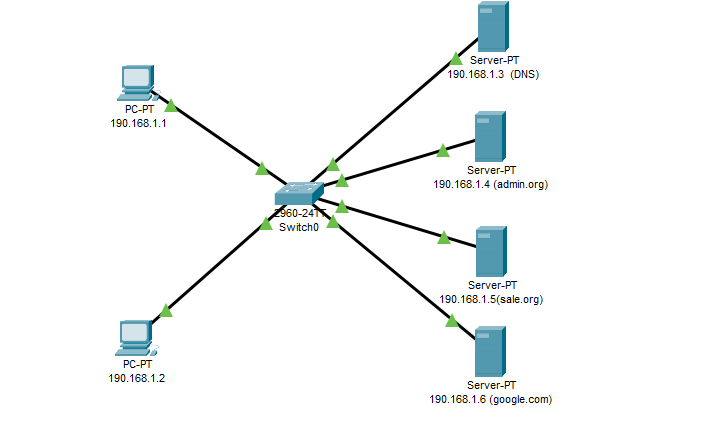 Server-PT
190.168.1.3 (DNS)
PC-PT
190.168.1.1
Server-PT
190.168.1.4 (admin.org)
2960-24TT
Switch0
Server-PT
190.168.1.5(sale.org)
PC-PT
190.168.1.2
Server-PT
190.168.1.6 (google.com)